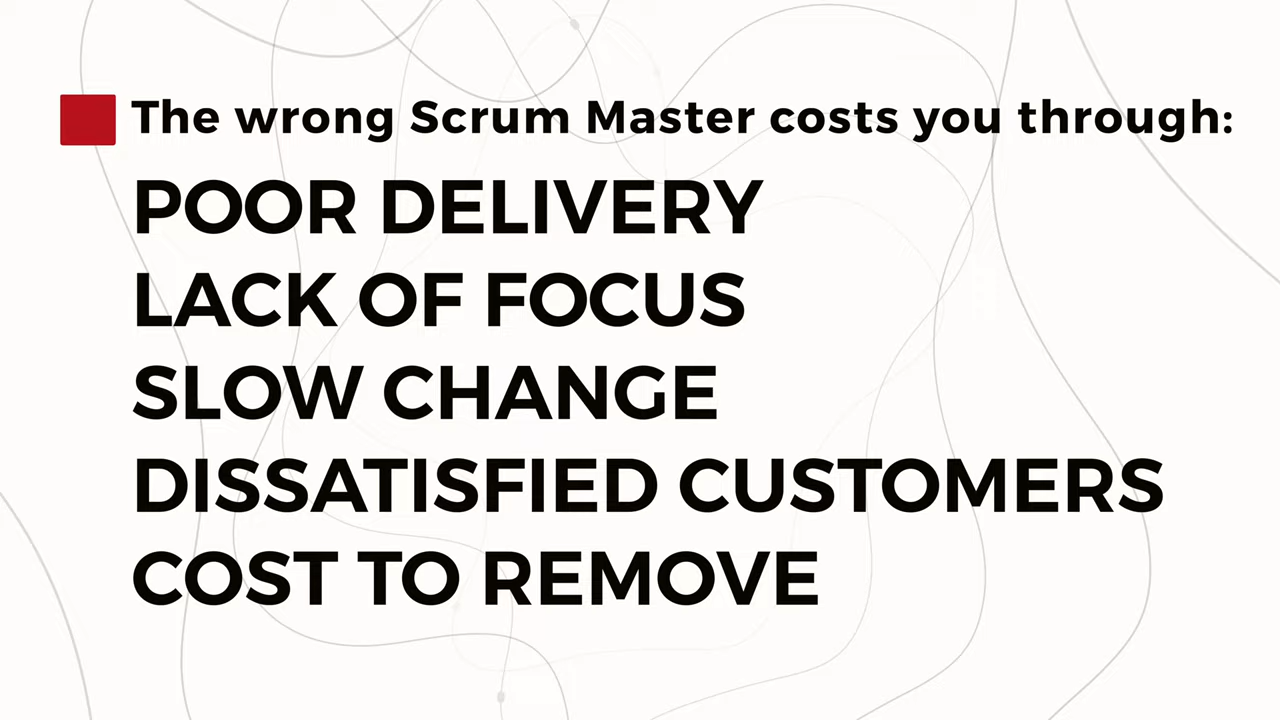 The wrong Scrum Master costs you through:
POOR DELIVERY
LACK OF FOCUS
SLOW CHANGE
DISSATISFIED CUSTOMERS
COST TO REMOVE